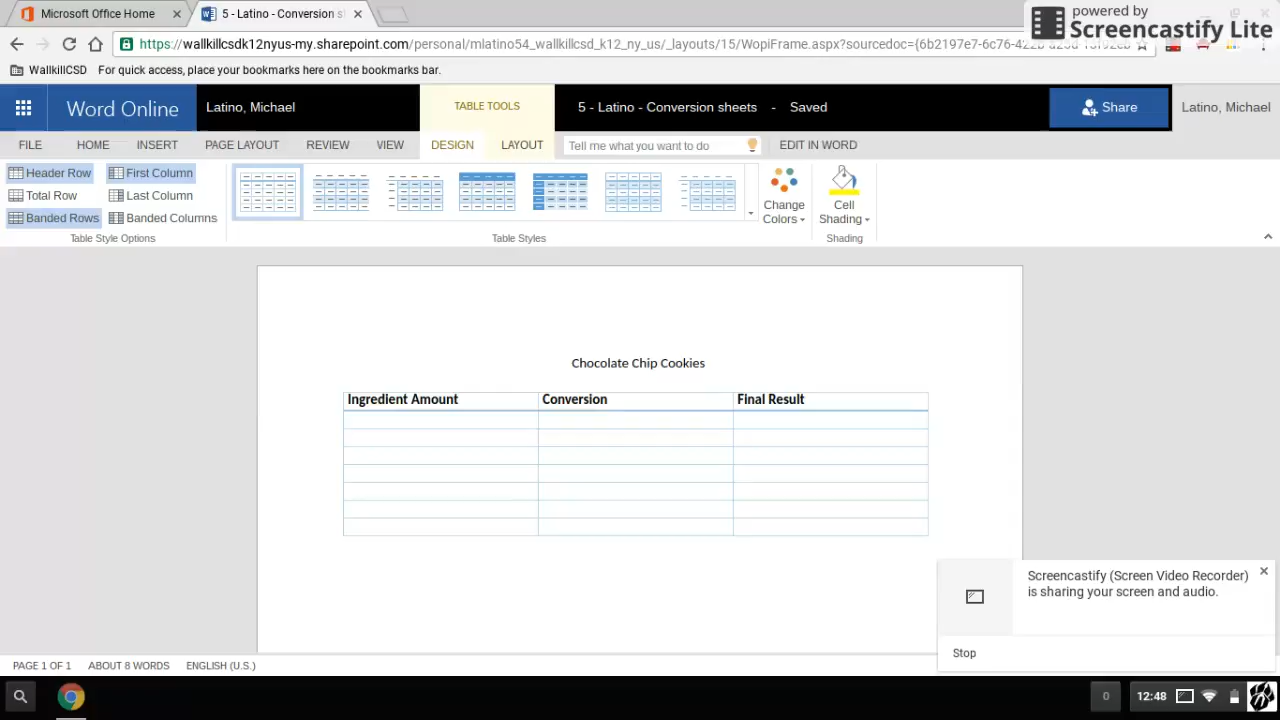 powered by
Screencastify Lite
Microsoft Office Home
5 - Latino - Conversion s
https://wallkillcsdk12nyus-my.sharepoint.com/personal/mlatino54_wallkillcsd_k12_ny_us/_layouts/15/WopiFrame.aspx?sourcedoc={6b2197e7-6c76-422b-
WallkillCSD For quick access, place your bookmarks here on the bookmarks bar.
Word Online Latino, Michael TABLE TOOLS 5 - Latino - Conversion sheets - Saved Share Latino, Michael
FILE HOME INSERT PAGE LAYOUT REVIEW VIEW DESIGN LAYOUT Tell me what you want to do EDIT IN WORD
Header Row First Column
Total Row Last Column
Banded Rows Banded Columns
Table Style Options
Table Styles
Change
Colors
Cell
Shading
Shading
Chocolate Chip Cookies
Ingredient Amount Conversion Final Result
Screencastify (Screen Video Recorder)
is sharing your screen and audio.
Stop
PAGE 1 OF 1 ABOUT 8 WORDS ENGLISH (U.S.)
0 12:48